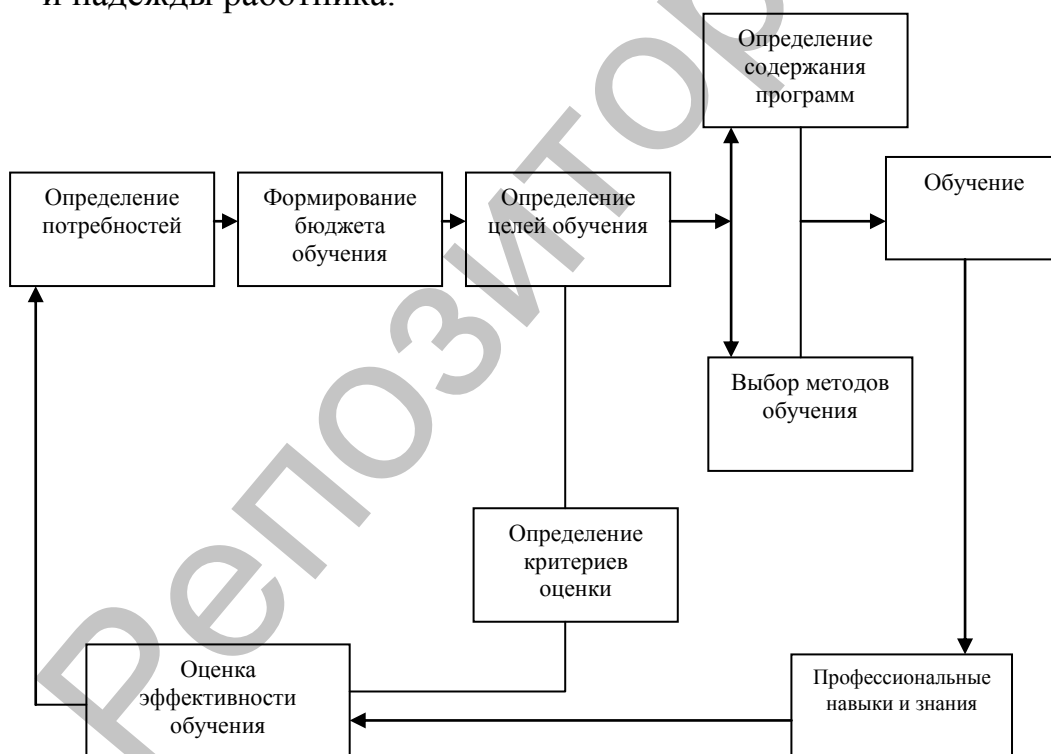 и надежды работника.
Определение
содержания
программ
Определение
потребностей
Формирование
бюджета
обучения
Определение
целей обучения
Обучение
Выбор методов
обучения
Определение
критериев
оценки
Оценка
эффективности
обучения
Профессиональные
навыки и знания
Репозитор